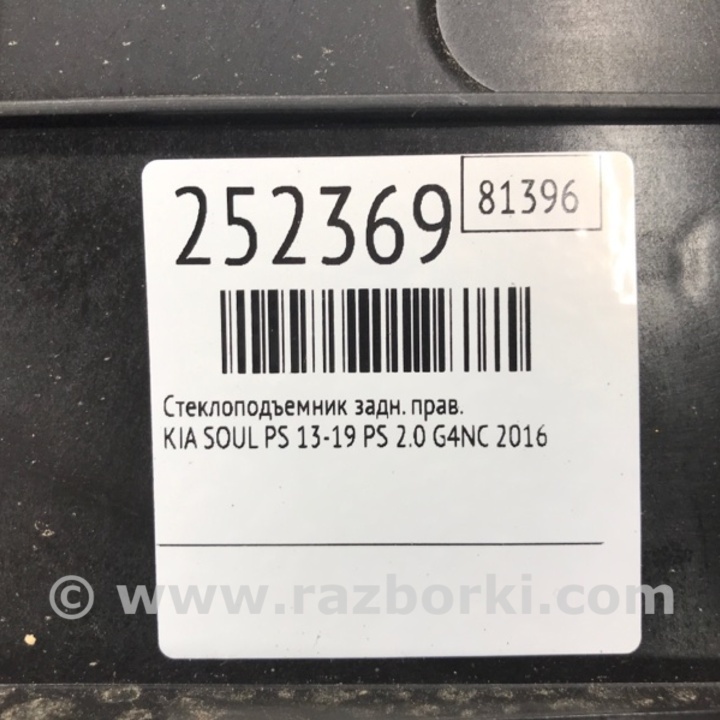 252369
81396
Стеклоподъемник задн. прав.
KIA SOUL PS 13-19 PS 2.0 G4NC 2016
© www.razborki.com